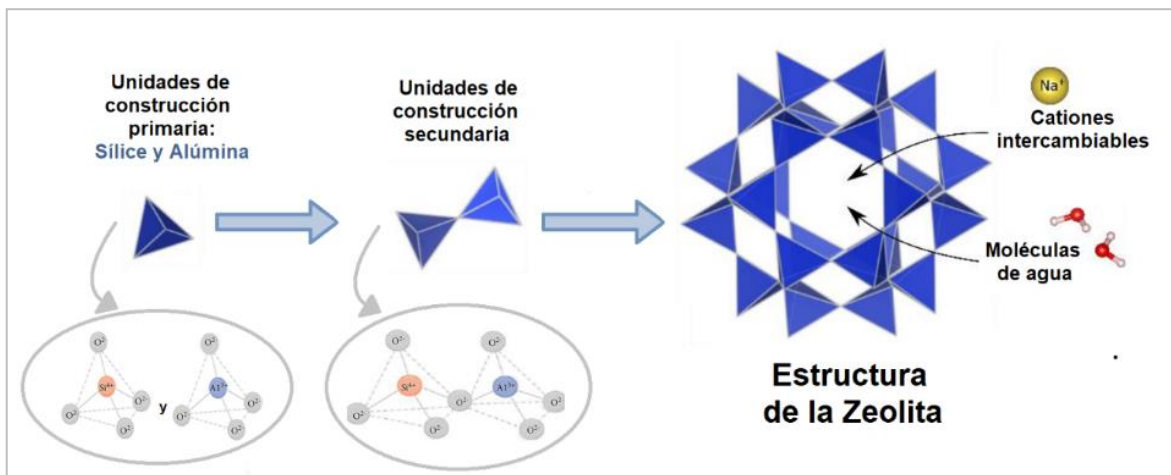 Unidades de
construcción
primaria:
Sílice y Alúmina
Unidades de
construcción
secundaria
Na⁺
Cationes
intercambiables
Moléculas
de agua
O²⁻
Si⁴⁺
O²⁻
O²⁻
O²⁻
y
O²⁻
Al³⁺
O²⁻
O²⁻
O²⁻
O²⁻
O²⁻
Si⁴⁺
Al³⁺
O²⁻
O²⁻
O²⁻
O²⁻
O²⁻
Estructura
de la Zeolita